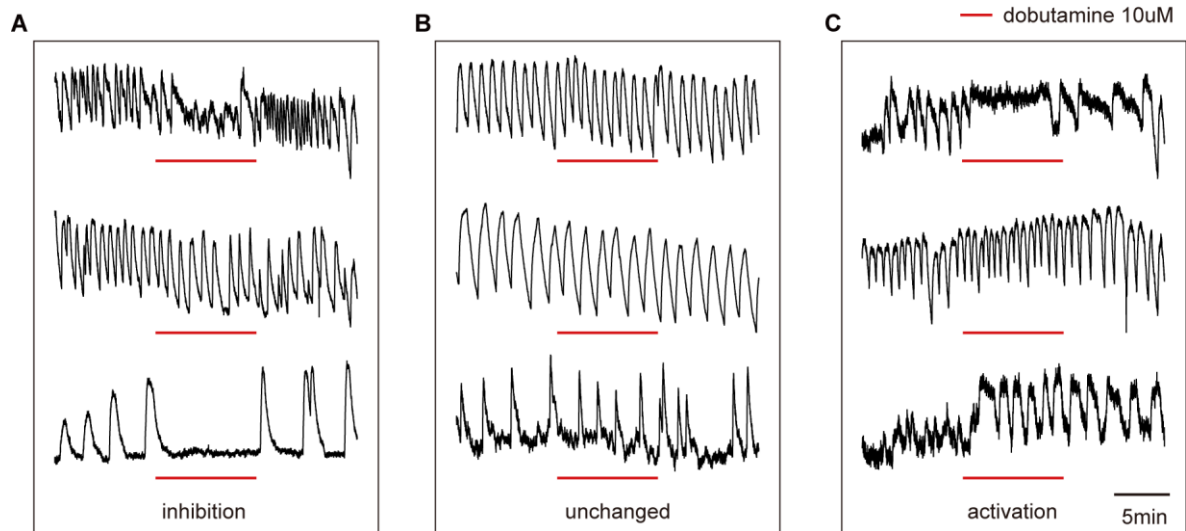 A
B
C
dobutamine 10uM
inhibition
unchanged
activation
5min